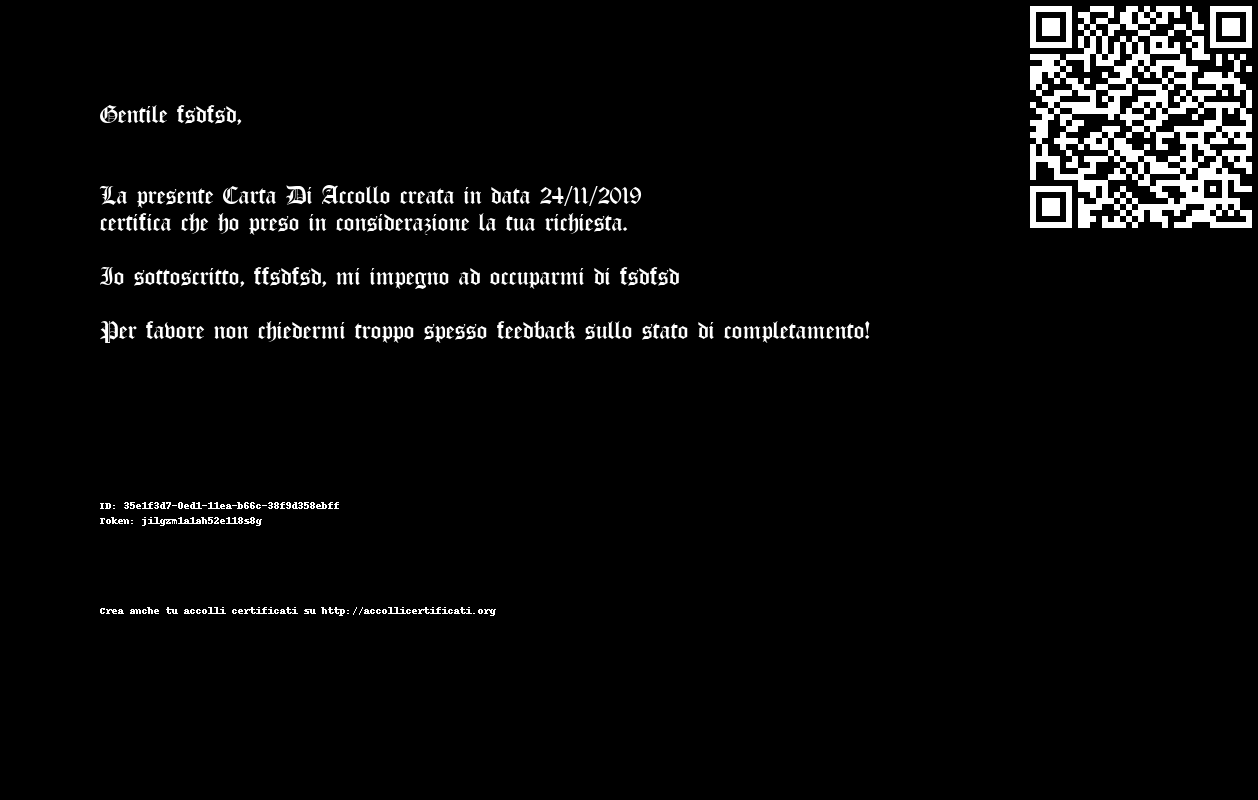 Gentile fsdfsd,
La presente Carta Di Accollo creata in data 24/11/2019
certifica che ho preso in considerazione la tua richiesta.
Io sottoscritto, ffsdfsd, mi impegno ad occuparmi di fsdfsd
Per favore non chiedermi troppo spesso feedback sullo stato di completamento!
ID: 35e1f3d7-0ed1-11ea-b66c-38f9d358ebff
Token: jilgzm1a1ah52e118s8g
Crea anche tu accolli certificati su http://accollicertificati.org